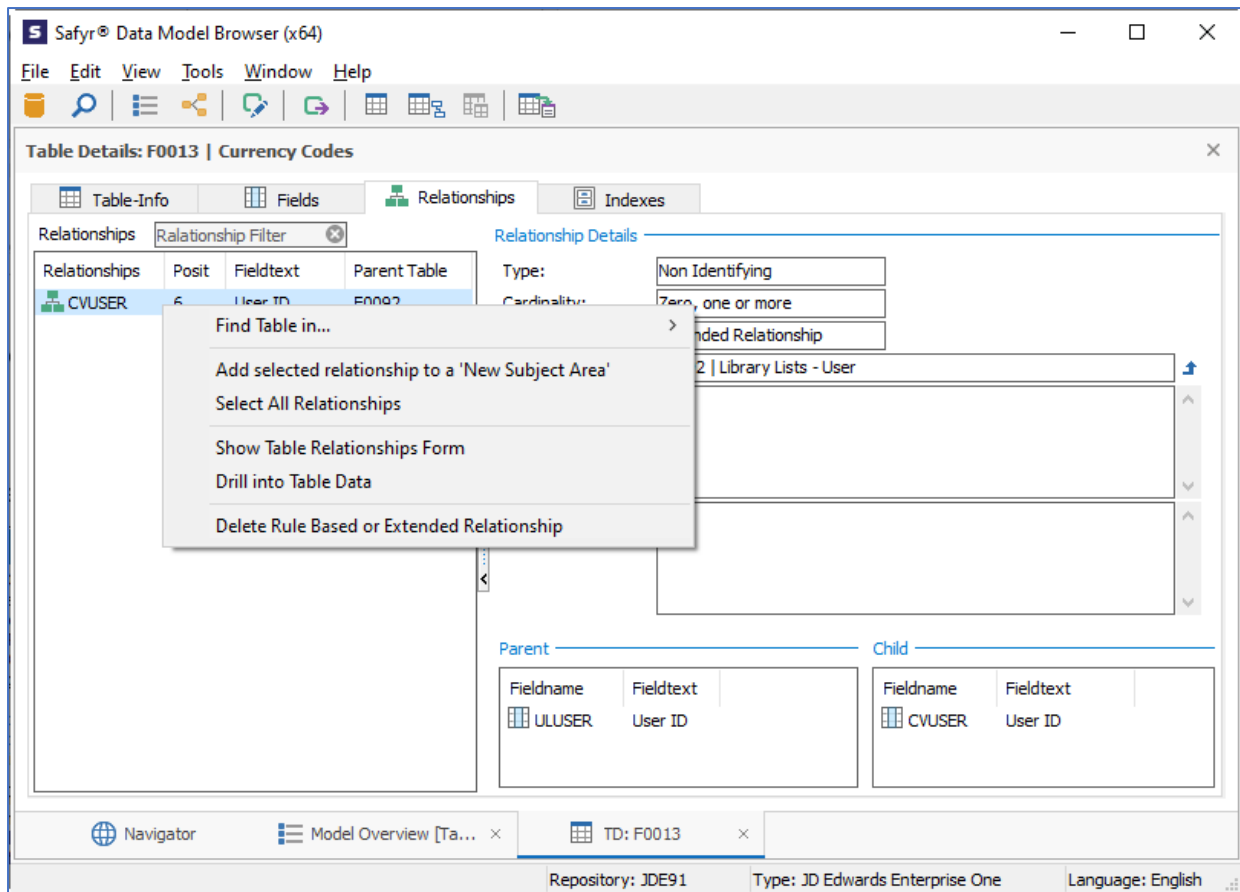 S Safyr® Data Model Browser (x64)
File Edit View Tools Window Help
Table Details: F0013 | Currency Codes
Table-Info Fields Relationships Indexes
Relationships Ralationship Filter Relationship Details
Relationships Posit Fieldtext Parent Table Type: Non Identifying
CVUSER 6 User ID F0092 Cardinality: Zero, one or more
Find Table in... nded Relationship
Add selected relationship to a 'New Subject Area' 2 | Library Lists - User
Select All Relationships
Show Table Relationships Form
Drill into Table Data
Delete Rule Based or Extended Relationship
Parent Child
Fieldname Fieldtext Fieldname Fieldtext
ULUSER User ID CVUSER User ID
Navigator Model Overview [Ta... TD: F0013
Repository: JDE91 Type: JD Edwards Enterprise One Language: English